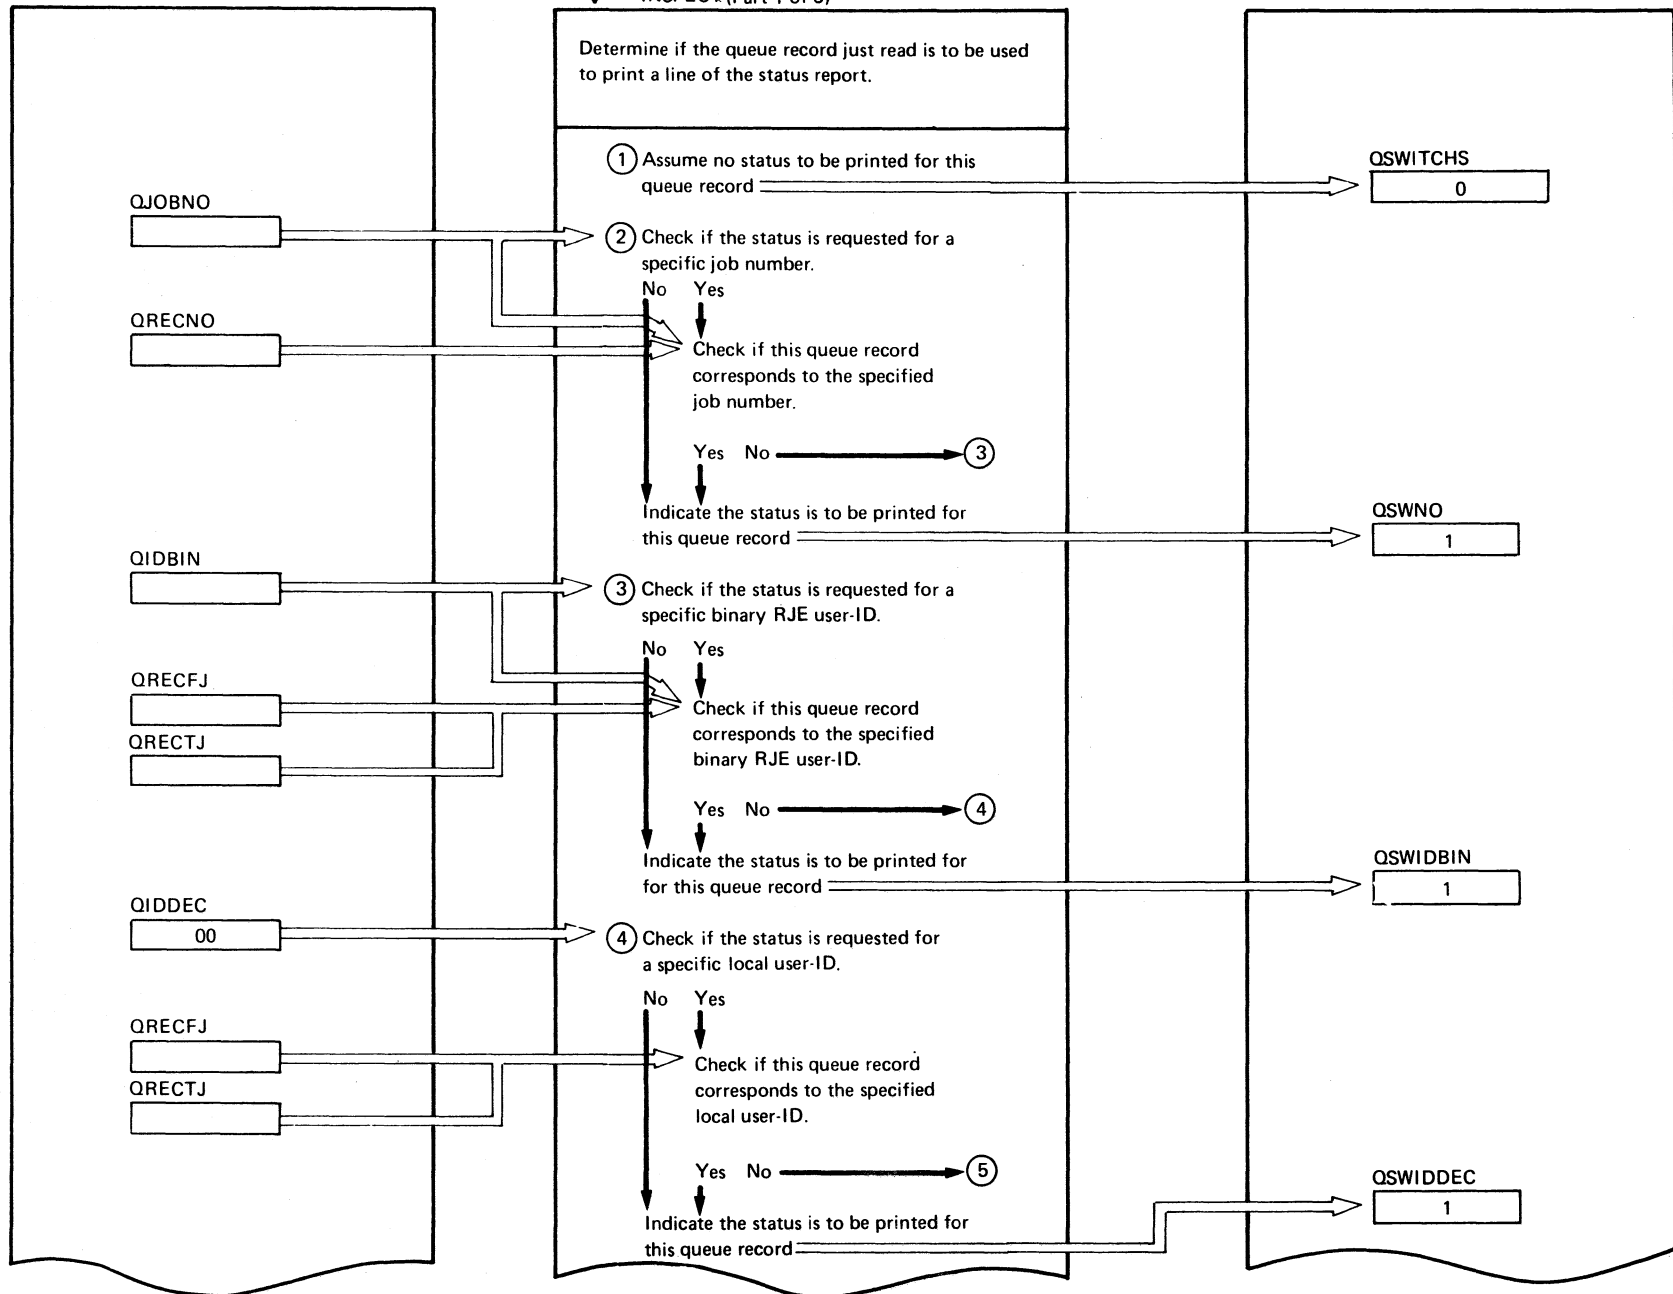 (Part 1 of 3)
Determine if the queue record just read is to be used
to print a line of the status report.
1 Assume no status to be printed for this
queue record
QSWITCHS
0
QJOBNO
2 Check if the status is requested for a
specific job number.
No Yes
QRECNO
Check if this queue record
corresponds to the specified
job number.
Yes No 3
Indicate the status is to be printed for
this queue record
QSWNO
1
QIDBIN
3 Check if the status is requested for a
specific binary RJE user-ID.
No Yes
QRECFJ
Check if this queue record
corresponds to the specified
binary RJE user-ID.
QRECTJ
Yes No 4
Indicate the status is to be printed for
for this queue record
QSWIDBIN
1
QIDDEC
00
4 Check if the status is requested for
a specific local user-ID.
No Yes
QRECFJ
Check if this queue record
corresponds to the specified
local user-ID.
QRECTJ
Yes No 5
Indicate the status is to be printed for
this queue record
QSWIDDEC
1